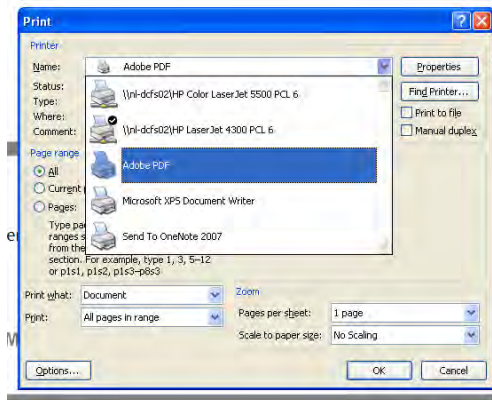 Print
Printer
Name: Adobe PDF Properties
Status: \\nl-dcfs02\HP Color LaserJet 5500 PCL 6 Find Printer...
Type:
Where: \\nl-dcfs02\HP LaserJet 4300 PCL 6 Print to file
Comment: Manual duplex
Page range
All Adobe PDF
Current p
Pages: Microsoft XPS Document Writer
Type pa
ranges s Send To OneNote 2007
from the
section. For example, type 1, 3, 5–12
or p1s1, p1s2, p1s3–p8s3
Print what: Document Zoom
Print: All pages in range Pages per sheet: 1 page
Scale to paper size: No Scaling
Options... OK Cancel